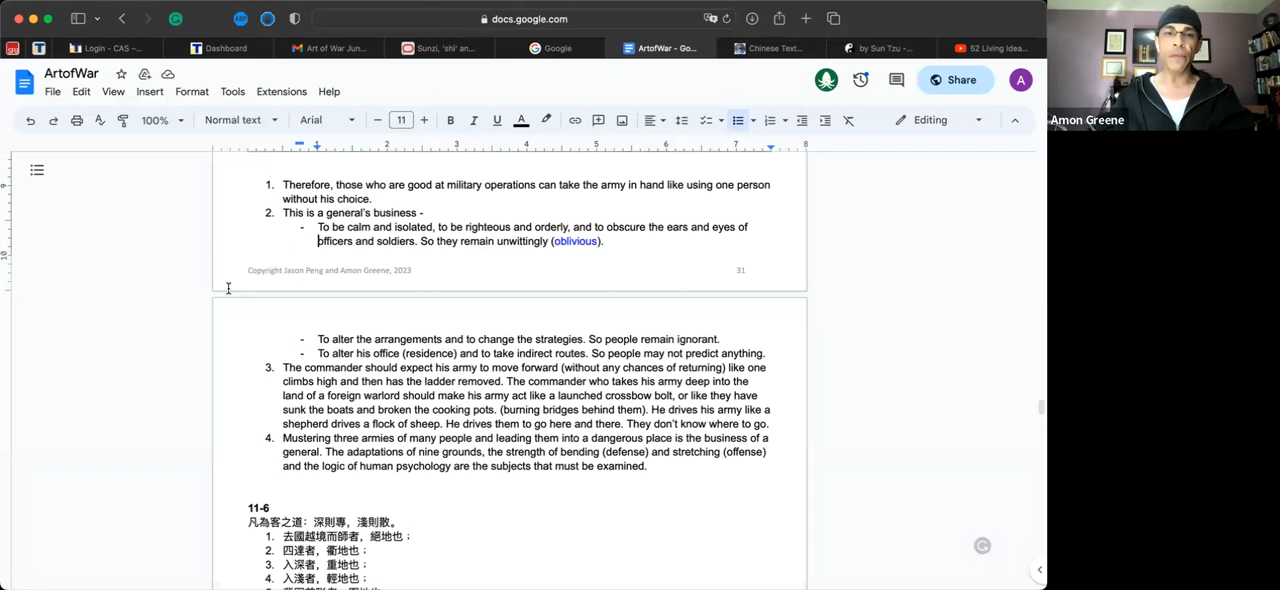 docs.google.com
Login - CAS –...
Dashboard
Art of War Jun...
Sunzi, 'shi' an...
Google
ArtofWar - Go...
Chinese Text...
by Sun Tzu -...
52 Living Idea...
ArtofWar
File Edit View Insert Format Tools Extensions Help
Share
A
100% Normal text Arial − 11 + B I U A Editing
1 2 3 4 5 6 7 8
1. Therefore, those who are good at military operations can take the army in hand like using one person
without his choice.
2. This is a general's business -
- To be calm and isolated, to be righteous and orderly, and to obscure the ears and eyes of
officers and soldiers. So they remain unwittingly (oblivious).
Copyright Jason Peng and Amon Greene, 2023 31
- To alter the arrangements and to change the strategies. So people remain ignorant.
- To alter his office (residence) and to take indirect routes. So people may not predict anything.
3. The commander should expect his army to move forward (without any chances of returning) like one
climbs high and then has the ladder removed. The commander who takes his army deep into the
land of a foreign warlord should make his army act like a launched crossbow bolt, or like they have
sunk the boats and broken the cooking pots. (burning bridges behind them). He drives his army like a
shepherd drives a flock of sheep. He drives them to go here and there. They don't know where to go.
4. Mustering three armies of many people and leading them into a dangerous place is the business of a
general. The adaptations of nine grounds, the strength of bending (defense) and stretching (offense)
and the logic of human psychology are the subjects that must be examined.
11-6
凡為客之道：深則專，淺則散。
1. 去國越境而師者，絕地也；
2. 四達者，衢地也；
3. 入深者，重地也；
4. 入淺者，輕地也；
Amon Greene